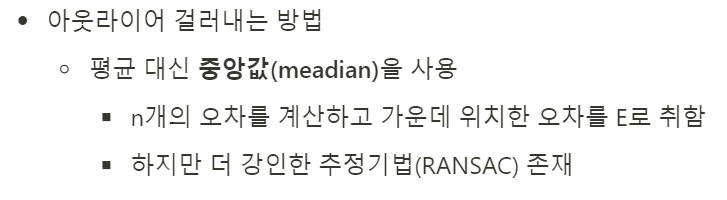 아웃라이어 걸러내는 방법
평균 대신 중앙값(meadian)을 사용
n개의 오차를 계산하고 가운데 위치한 오차를 E로 취함
하지만 더 강인한 추정기법(RANSAC) 존재